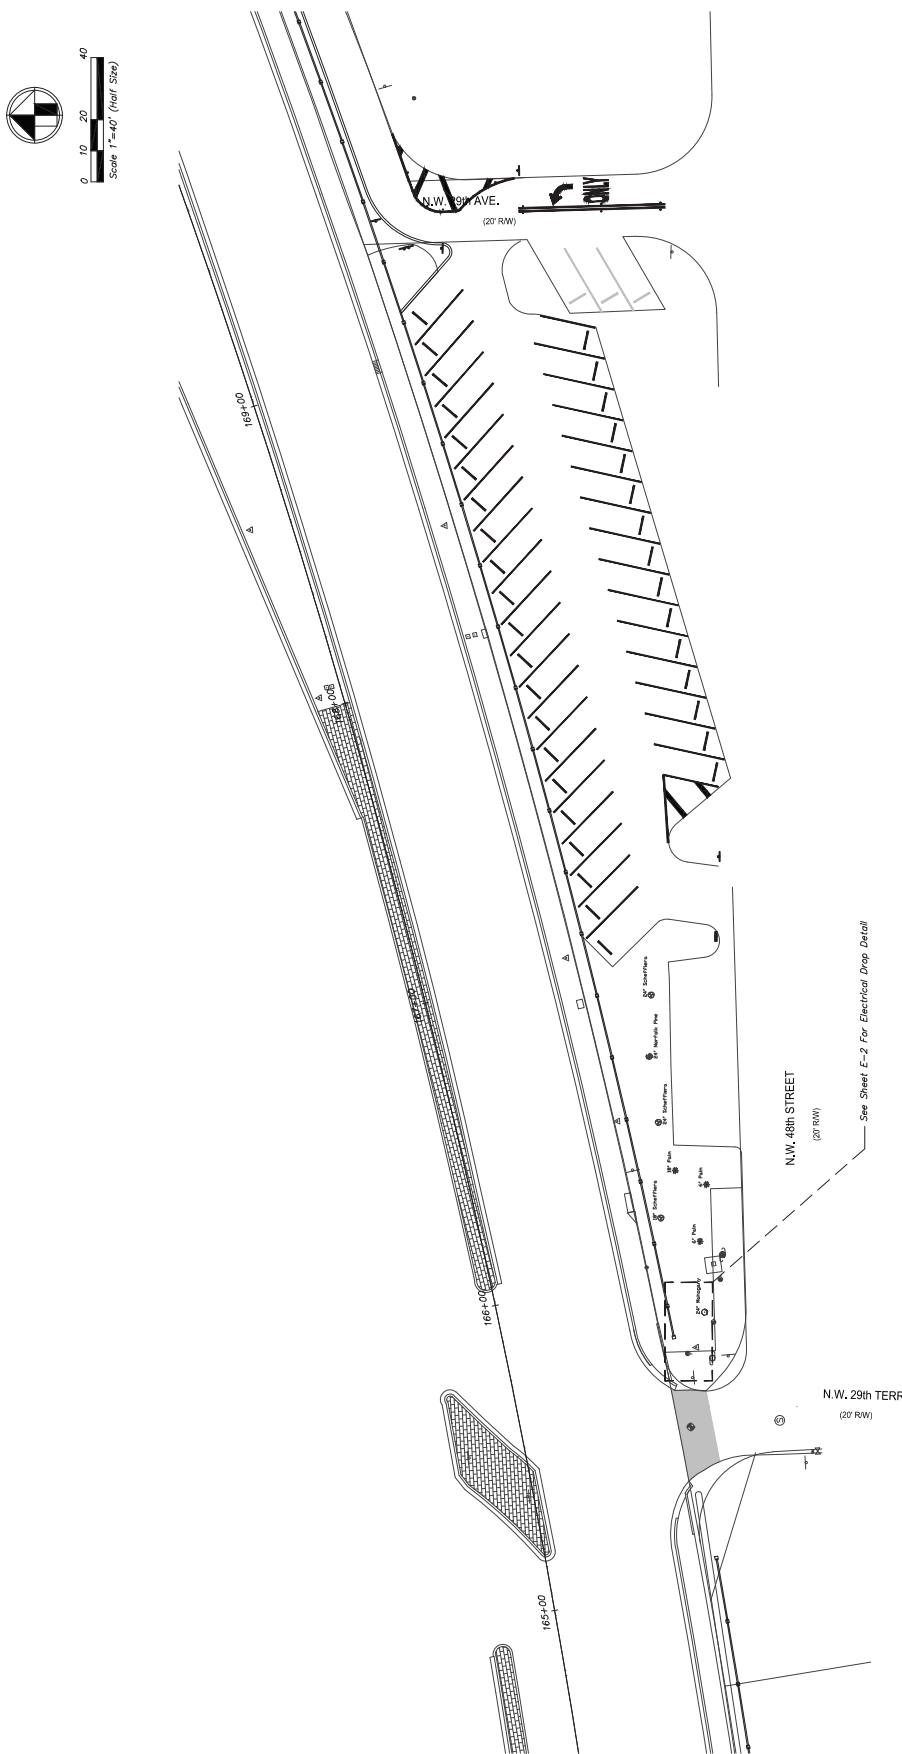 0 10 20 40
Scale 1"=40' (Half Size)
N.W. 29th AVE.
(20' R/W)
ONLY
169+00
168+00
167+00
24" Schefflera
24" Norfolk Pine
24" Schefflera
18" Palm
6" Palm
18" Schefflera
6" Palm
24" Mahogany
N.W. 48th STREET
(20' R/W)
See Sheet E-2 For Electrical Drop Detail
166+00
N.W. 29th TERR
(20' R/W)
S
165+00